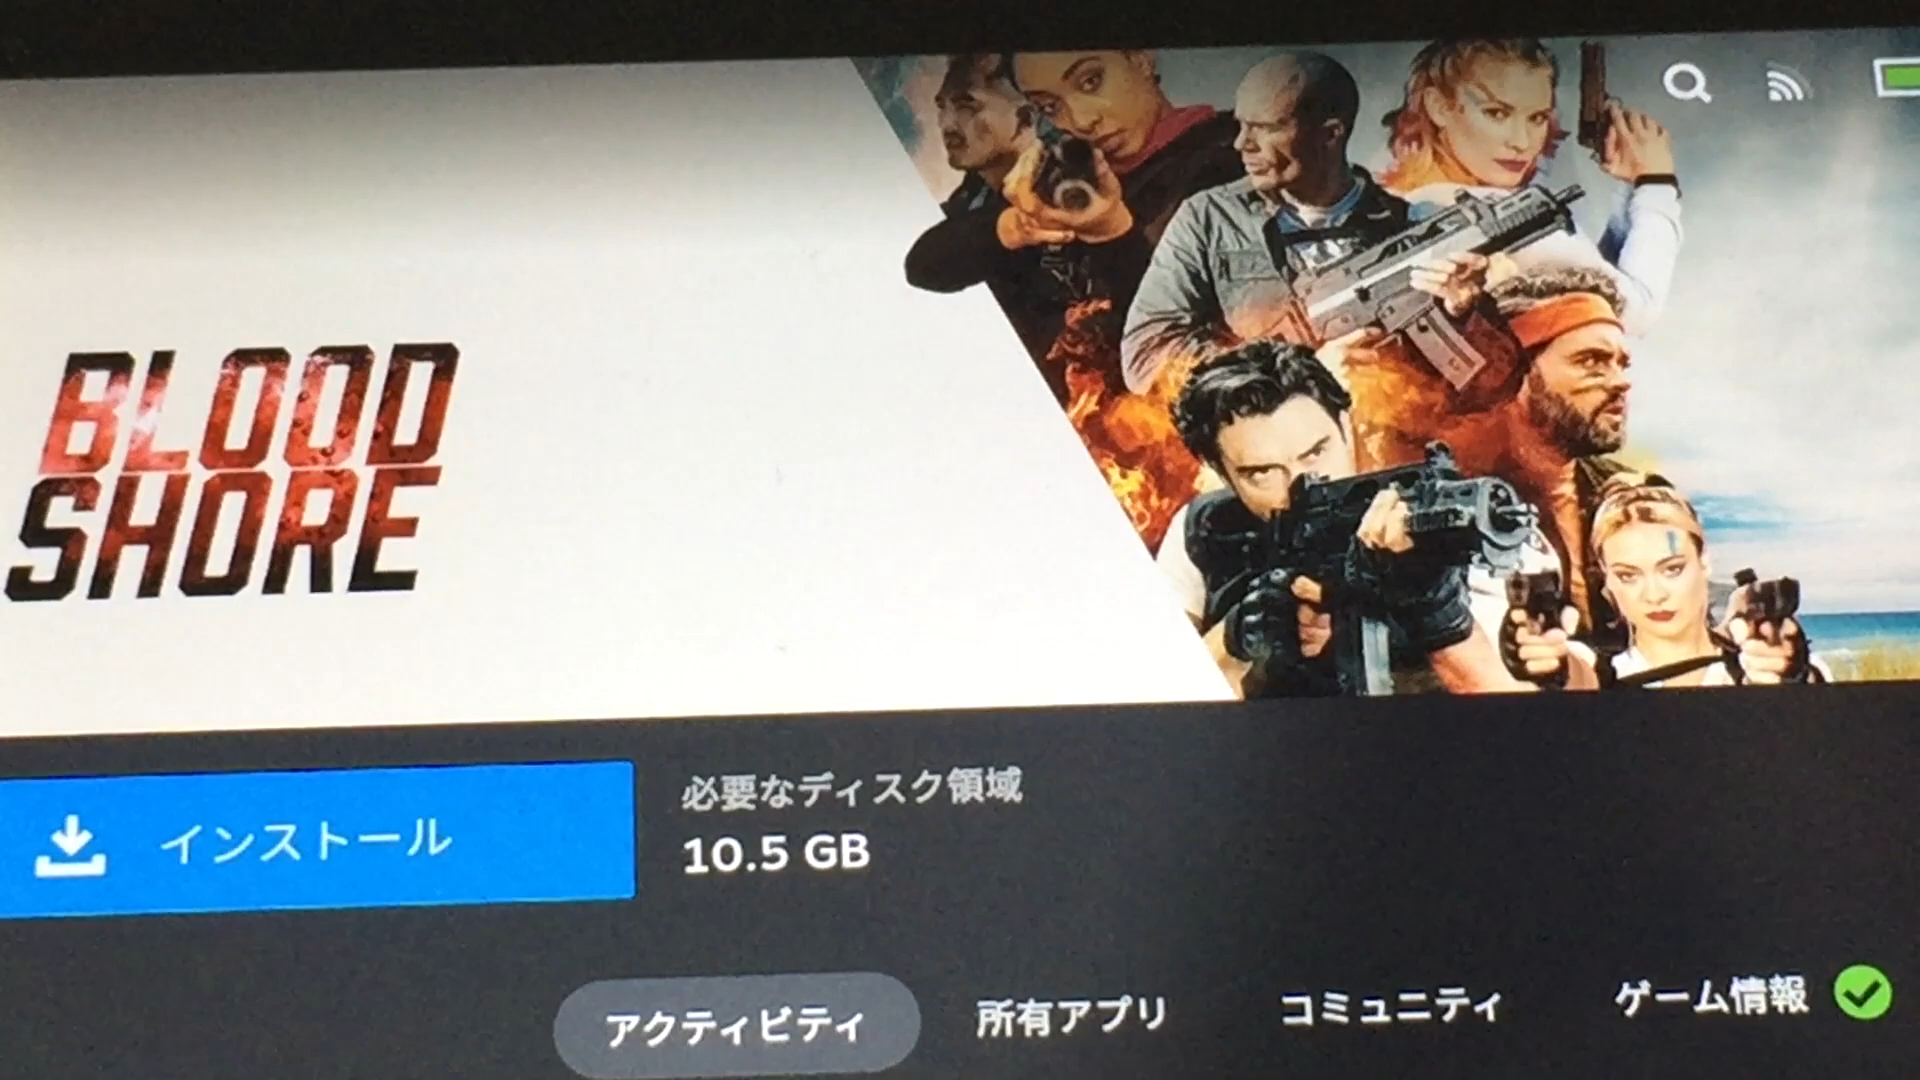 BLOOD
SHORE
必要なディスク領域
インストール
10.5 GB
アクティビティ
所有アプリ
コミュニティ
ゲーム情報